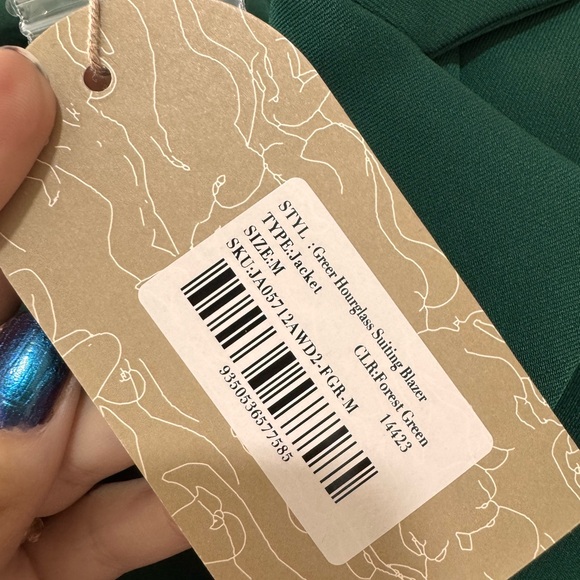 STYL .:Greer Hourglass Suiting Blazer
TYPE:Jacket CLR:Forest Green
SIZE:M 14423
SKU:JA05712AWD2-FGR-M
9350536577585